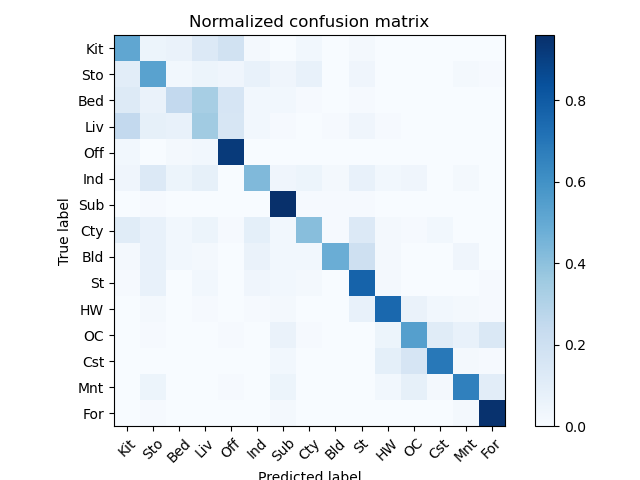 Normalized confusion matrix
Kit
Sto
Bed
Liv
Off
Ind
Sub
Cty
Bld
St
HW
OC
Cst
Mnt
For
True label
Kit Sto Bed Liv Off Ind Sub Cty Bld St HW OC Cst Mnt For
Predicted label
0.8
0.6
0.4
0.2
0.0